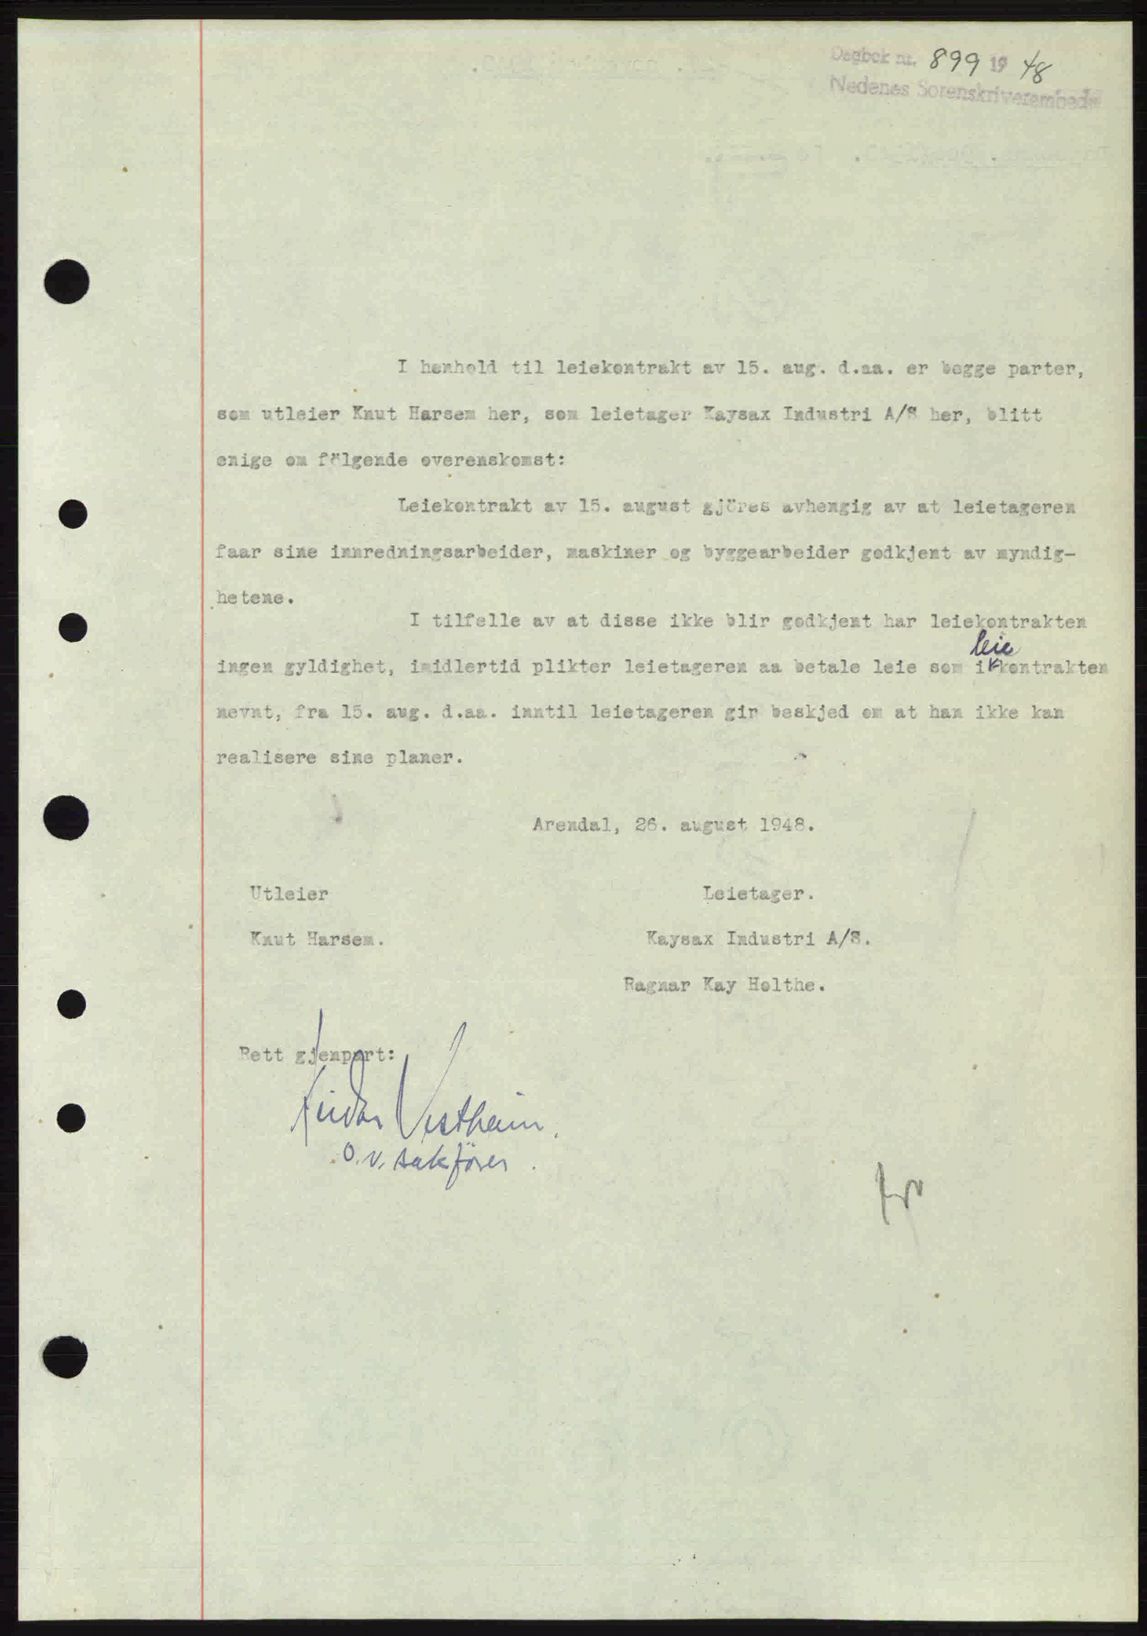 Dagbok nr. 899 19 48
Nedenes Sorenskriverembede
I henhold til leiekontrakt av 15. aug. d.aa. er begge parter,
som utleier Knut Harsem her, som leietager Kaysax Industri A/S her, blitt
enige om fölgende overenskomst:
Leiekontrakt av 15. august gjöres avhengig av at leietageren
faar sine innredningsarbeider, maskiner og byggearbeider godkjent av myndig-
hetene.
I tilfelle av at disse ikke blir godkjent har leiekontrakten
leie
ingen gyldighet, imidlertid plikter leietageren aa betale leie som i kontrakten
nevnt, fra 15. aug. d.aa. inntil leietageren gir beskjed om at han ikke kan
realisere sine planer.
Arendal, 26. august 1948.
Utleier Leietager.
Knut Harsem. Kaysax Industri A/S.
Ragnar Kay Holthe.
Rett gjenpart:
Reidar Vestheim.
o.r. sakförer.